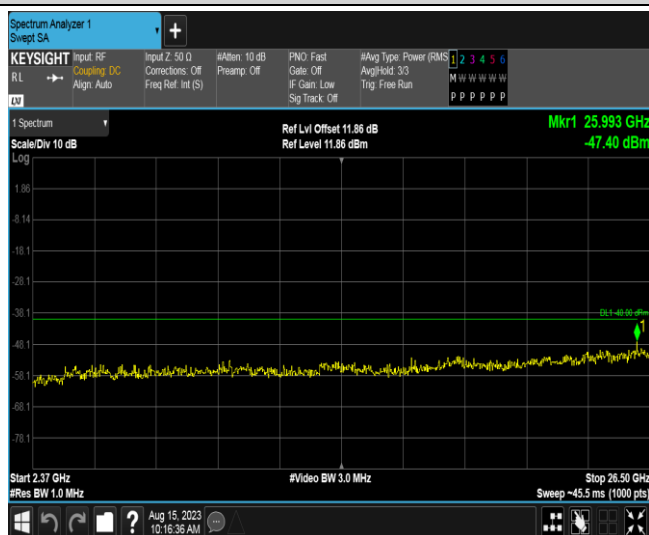 Spectrum Analyzer 1
Swept SA
+
KEYSIGHT
RL
LXI
Input: RF
Coupling: DC
Align: Auto
Input Z: 50 Ω
Corrections: Off
Freq Ref: Int (S)
#Atten: 10 dB
Preamp: Off
PNO: Fast
Gate: Off
IF Gain: Low
Sig Track: Off
#Avg Type: Power (RMS
Avg|Hold: 3/3
Trig: Free Run
1 2 3 4 5 6
M W W W W W
P P P P P P
1 Spectrum
Scale/Div 10 dB
Log
Ref Lvl Offset 11.86 dB
Ref Level 11.86 dBm
Mkr1 25.993 GHz
-47.40 dBm
1.86
-8.14
-18.1
-28.1
-38.1
DL1 -40.00 dBm
1
-48.1
-58.1
-68.1
-78.1
Start 2.37 GHz
#Res BW 1.0 MHz
#Video BW 3.0 MHz
Stop 26.50 GHz
Sweep ~45.5 ms (1000 pts)
?
Aug 15, 2023
10:16:36 AM